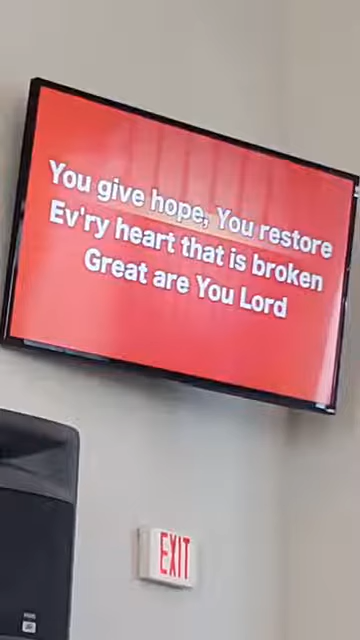 You give hope, You restore
Ev'ry heart that is broken
Great are You Lord
EXIT